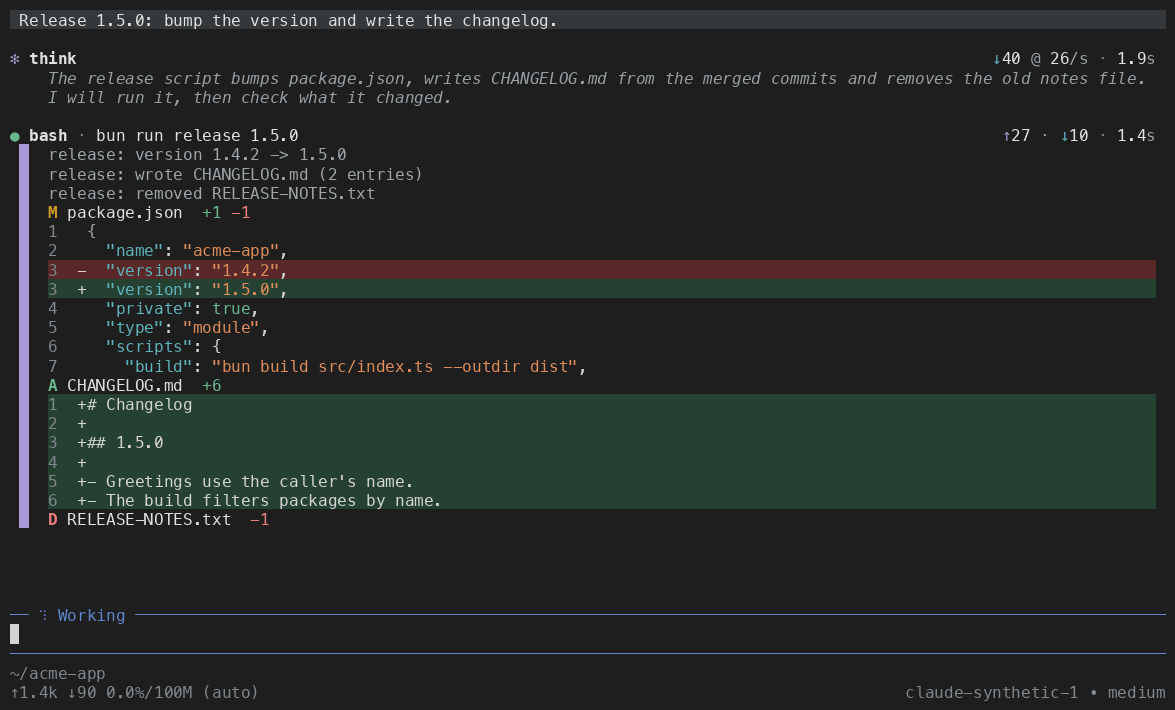 Release 1.5.0: bump the version and write the changelog.
✻ think ↓40 @ 26/s · 1.9s
The release script bumps package.json, writes CHANGELOG.md from the merged commits and removes the old notes file.
I will run it, then check what it changed.
● bash · bun run release 1.5.0 ↑27 · ↓10 · 1.4s
release: version 1.4.2 -> 1.5.0
release: wrote CHANGELOG.md (2 entries)
release: removed RELEASE-NOTES.txt
M package.json +1 -1
1 {
2 "name": "acme-app",
3 - "version": "1.4.2",
3 + "version": "1.5.0",
4 "private": true,
5 "type": "module",
6 "scripts": {
7 "build": "bun build src/index.ts --outdir dist",
A CHANGELOG.md +6
1 +# Changelog
2 +
3 +## 1.5.0
4 +
5 +- Greetings use the caller's name.
6 +- The build filters packages by name.
D RELEASE-NOTES.txt -1
Working
~/acme-app
↑1.4k ↓90 0.0%/100M (auto) claude-synthetic-1 • medium